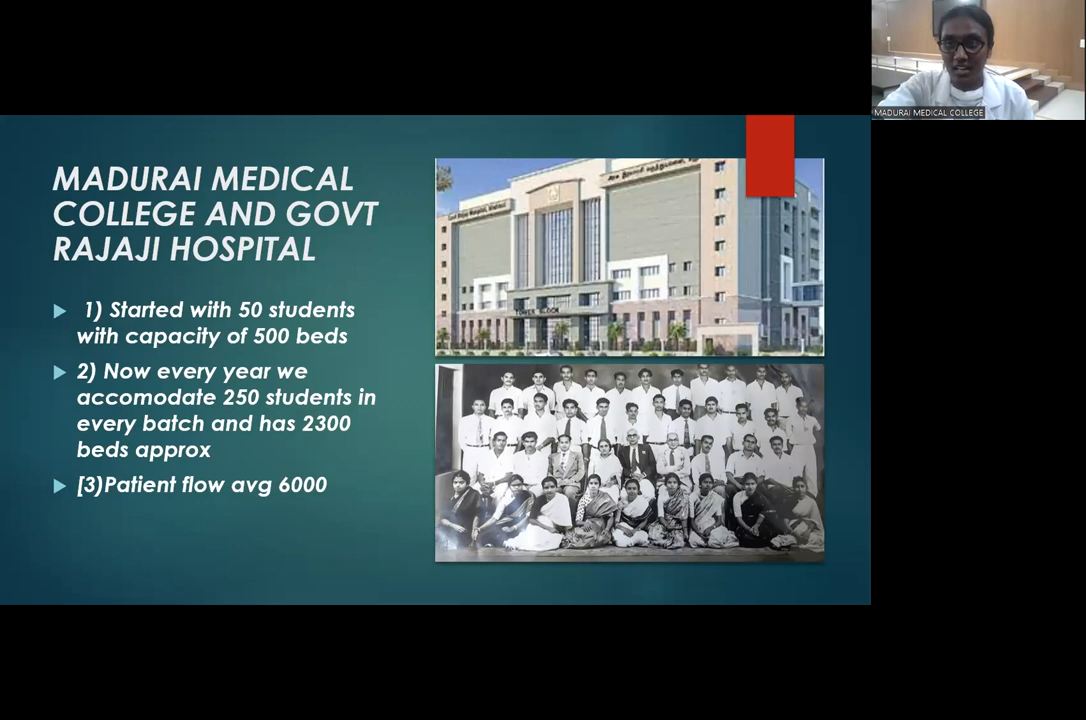 MADURAI MEDICAL COLLEGE
MADURAI MEDICAL
COLLEGE AND GOVT
RAJAJI HOSPITAL
1) Started with 50 students
with capacity of 500 beds
2) Now every year we
accomodate 250 students in
every batch and has 2300
beds approx
[3)Patient flow avg 6000
TOWER BLOCK